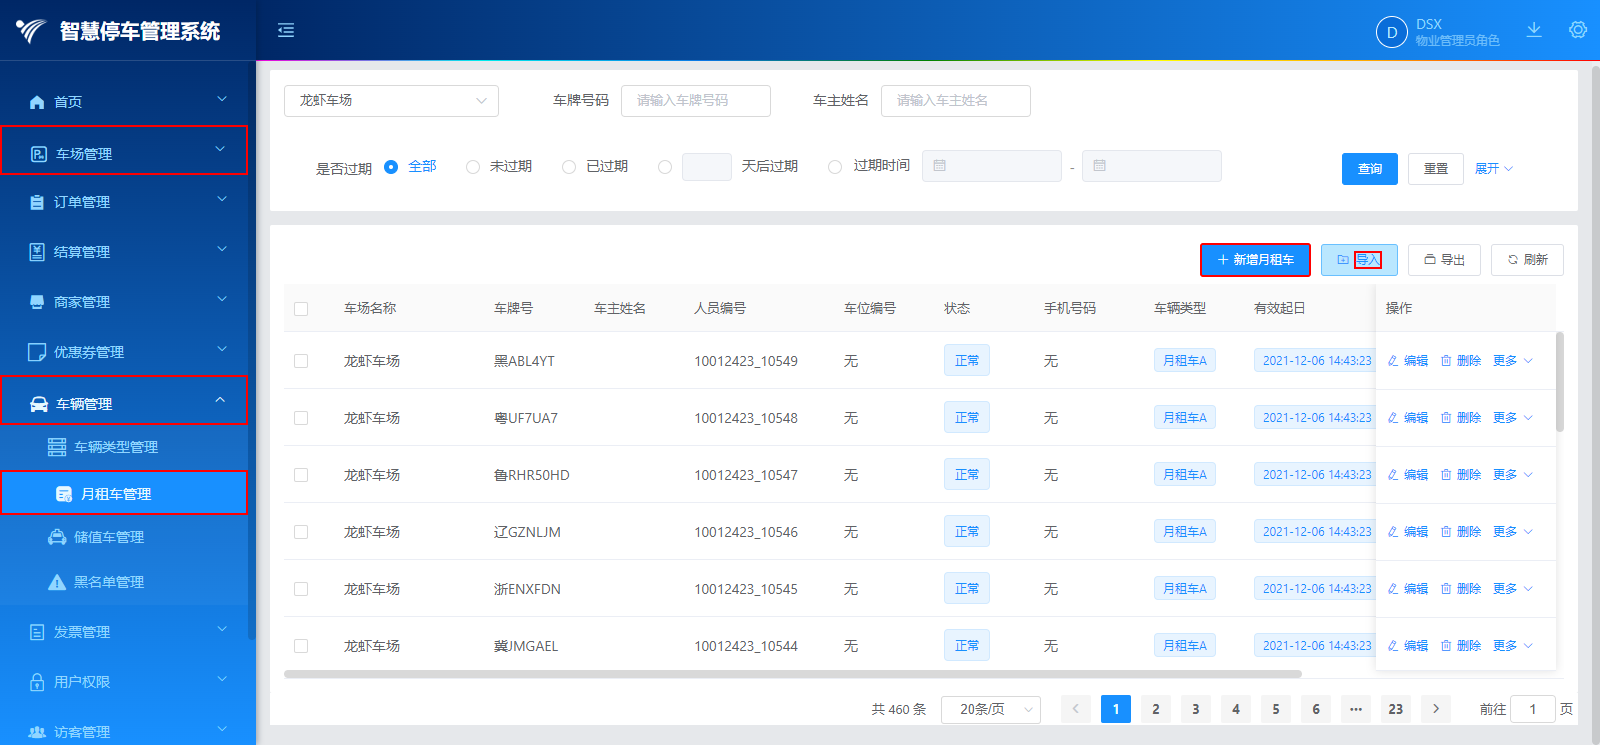 智慧停车管理系统
D
DSX
物业管理员角色
首页
车场管理
订单管理
结算管理
商家管理
优惠券管理
车辆管理
车辆类型管理
月租车管理
储值车管理
黑名单管理
发票管理
用户权限
访客管理
龙虾车场 车牌号码 请输入车牌号码 车主姓名 请输入车主姓名
是否过期 全部 未过期 已过期 天后过期 过期时间 - 查询 重置 展开
新增月租车 导入 导出 刷新
车场名称 车牌号 车主姓名 人员编号 车位编号 状态 手机号码 车辆类型 有效起日 操作
龙虾车场 黑ABL4YT 10012423_10549 无 正常 无 月租车A 2021-12-06 14:43:23 编辑 删除 更多
龙虾车场 粤UF7UA7 10012423_10548 无 正常 无 月租车A 2021-12-06 14:43:23 编辑 删除 更多
龙虾车场 鲁RHR50HD 10012423_10547 无 正常 无 月租车A 2021-12-06 14:43:23 编辑 删除 更多
龙虾车场 辽GZNLJM 10012423_10546 无 正常 无 月租车A 2021-12-06 14:43:23 编辑 删除 更多
龙虾车场 浙ENXFDN 10012423_10545 无 正常 无 月租车A 2021-12-06 14:43:23 编辑 删除 更多
龙虾车场 冀JMGAEL 10012423_10544 无 正常 无 月租车A 2021-12-06 14:43:23 编辑 删除 更多
共 460 条 20条/页 1 2 3 4 5 6 ··· 23 前往 1 页